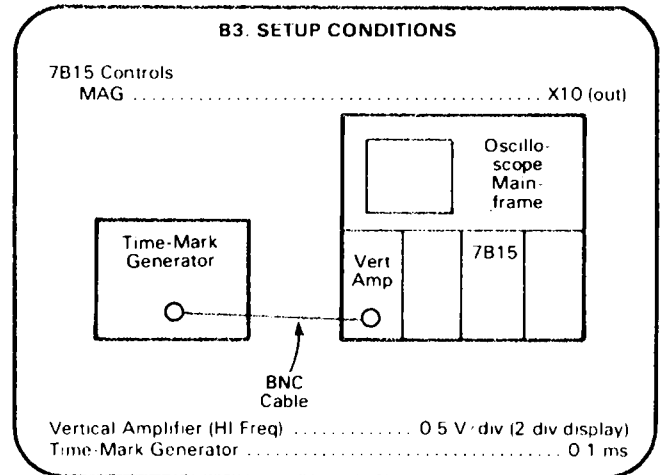 B3. SETUP CONDITIONS
7B15 Controls
MAG ........................................ X10 (out)
Oscillo-
scope
Main-
frame
Time-Mark
Generator
Vert
Amp
7B15
BNC
Cable
Vertical Amplifier (HI Freq) ............ 0 5 V/div (2 div display)
Time-Mark Generator ................................ 0 1 ms